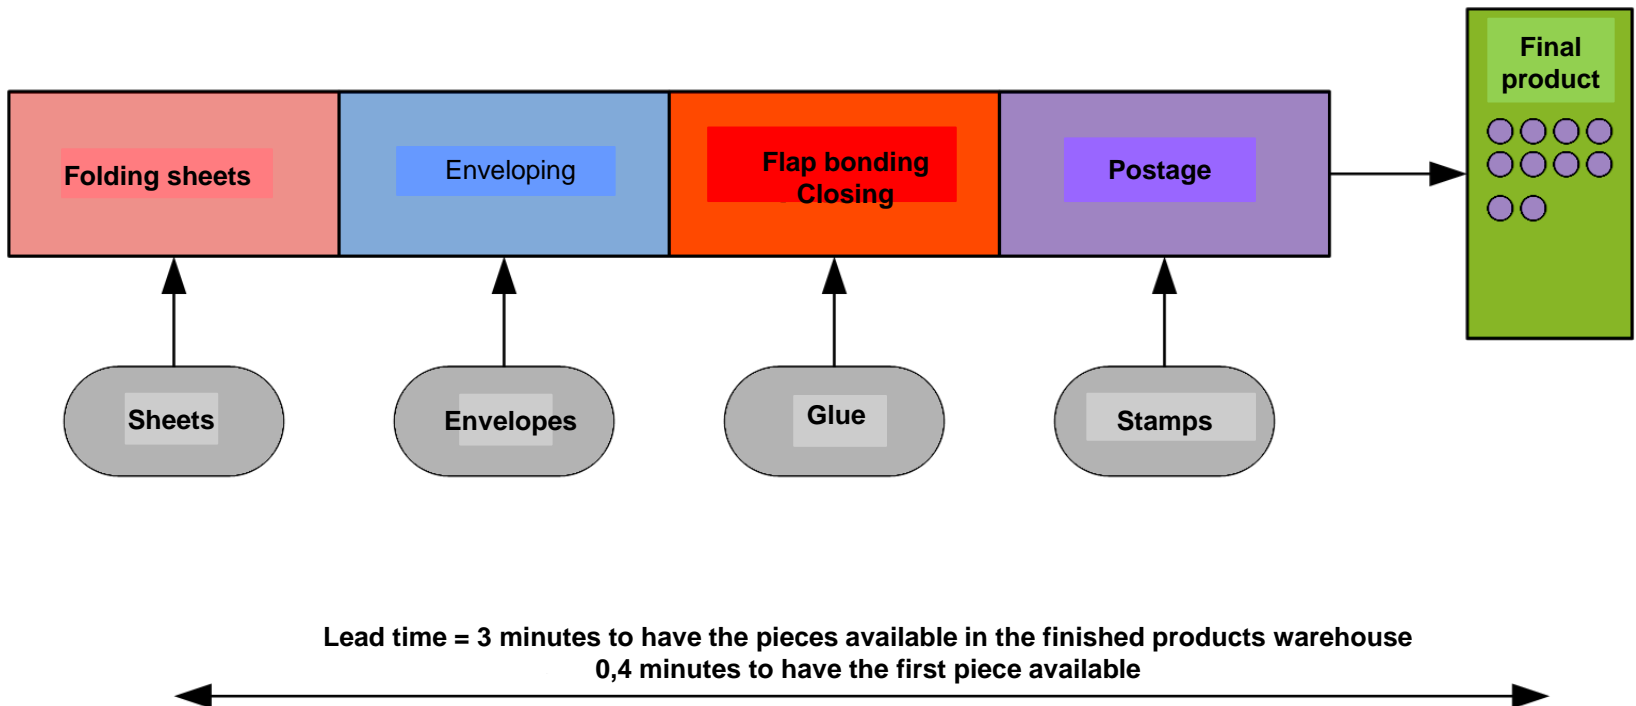 Final
product
Folding sheets
Enveloping
Flap bonding
Closing
Postage
Sheets
Envelopes
Glue
Stamps
Lead time = 3 minutes to have the pieces available in the finished products warehouse
0,4 minutes to have the first piece available